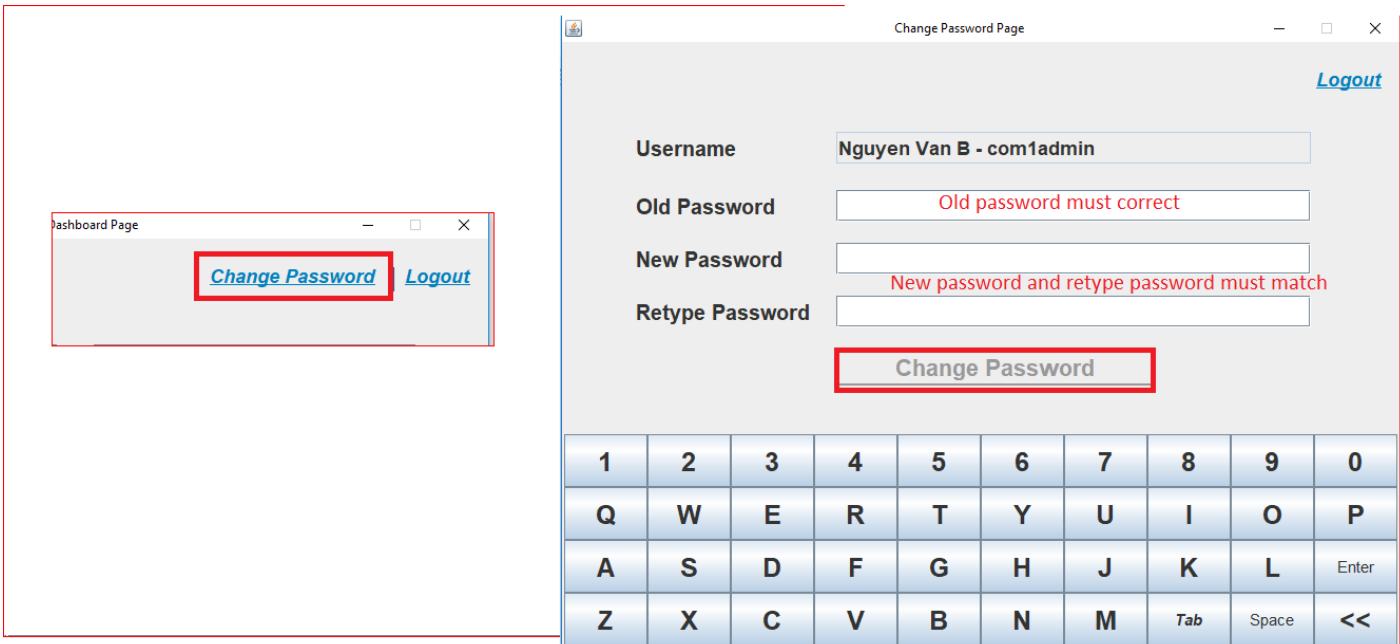 Dashboard Page
Change Password | Logout
Change Password Page
Logout
Username Nguyen Van B - com1admin
Old Password Old password must correct
New Password
New password and retype password must match
Retype Password
Change Password
1 2 3 4 5 6 7 8 9 0
Q W E R T Y U I O P
A S D F G H J K L Enter
Z X C V B N M Tab Space <<